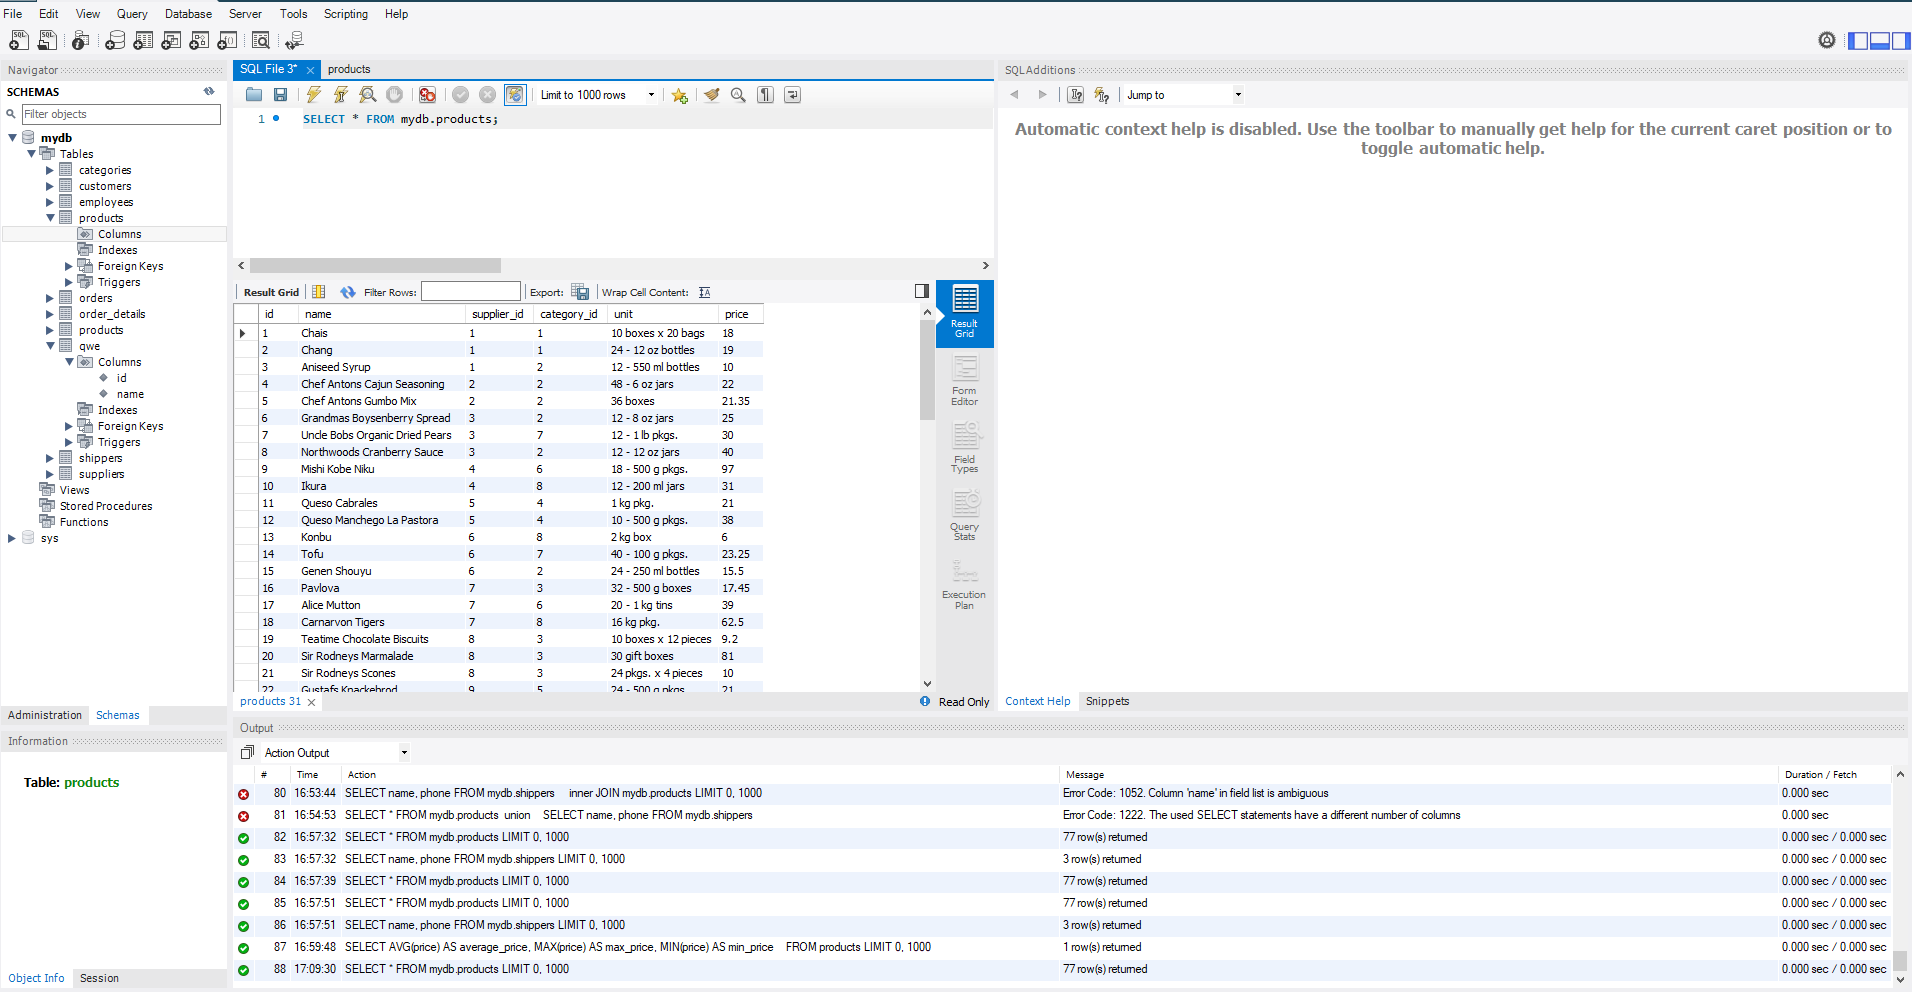 File Edit View Query Database Server Tools Scripting Help
Navigator
SCHEMAS
Filter objects
mydb
Tables
categories
customers
employees
products
Columns
Indexes
Foreign Keys
Triggers
orders
order_details
products
qwe
Columns
id
name
Indexes
Foreign Keys
Triggers
shippers
suppliers
Views
Stored Procedures
Functions
sys
Administration Schemas
Information
Table: products
Object Info Session
SQL File 3* products
Limit to 1000 rows
1 SELECT * FROM mydb.products;
Result Grid Filter Rows: Export: Wrap Cell Content:
id name supplier_id category_id unit price
1 Chais 1 1 10 boxes x 20 bags 18
2 Chang 1 1 24 - 12 oz bottles 19
3 Aniseed Syrup 1 2 12 - 550 ml bottles 10
4 Chef Antons Cajun Seasoning 2 2 48 - 6 oz jars 22
5 Chef Antons Gumbo Mix 2 2 36 boxes 21.35
6 Grandmas Boysenberry Spread 3 2 12 - 8 oz jars 25
7 Uncle Bobs Organic Dried Pears 3 7 12 - 1 lb pkgs. 30
8 Northwoods Cranberry Sauce 3 2 12 - 12 oz jars 40
9 Mishi Kobe Niku 4 6 18 - 500 g pkgs. 97
10 Ikura 4 8 12 - 200 ml jars 31
11 Queso Cabrales 5 4 1 kg pkg. 21
12 Queso Manchego La Pastora 5 4 10 - 500 g pkgs. 38
13 Konbu 6 8 2 kg box 6
14 Tofu 6 7 40 - 100 g pkgs. 23.25
15 Genen Shouyu 6 2 24 - 250 ml bottles 15.5
16 Pavlova 7 3 32 - 500 g boxes 17.45
17 Alice Mutton 7 6 20 - 1 kg tins 39
18 Carnarvon Tigers 7 8 16 kg pkg. 62.5
19 Teatime Chocolate Biscuits 8 3 10 boxes x 12 pieces 9.2
20 Sir Rodneys Marmalade 8 3 30 gift boxes 81
21 Sir Rodneys Scones 8 3 24 pkgs. x 4 pieces 10
22 Gustafs Knackebrod 9 5 24 - 500 g pkgs. 21
Result
Grid
Form
Editor
Field
Types
Query
Stats
Execution
Plan
products 31 Read Only
SQLAdditions
Jump to
Automatic context help is disabled. Use the toolbar to manually get help for the current caret position or to
toggle automatic help.
Context Help Snippets
Output
Action Output
# Time Action Message Duration / Fetch
80 16:53:44 SELECT name, phone FROM mydb.shippers inner JOIN mydb.products LIMIT 0, 1000 Error Code: 1052. Column 'name' in field list is ambiguous 0.000 sec
81 16:54:53 SELECT * FROM mydb.products union SELECT name, phone FROM mydb.shippers Error Code: 1222. The used SELECT statements have a different number of columns 0.000 sec
82 16:57:32 SELECT * FROM mydb.products LIMIT 0, 1000 77 row(s) returned 0.000 sec / 0.000 sec
83 16:57:32 SELECT name, phone FROM mydb.shippers LIMIT 0, 1000 3 row(s) returned 0.000 sec / 0.000 sec
84 16:57:39 SELECT * FROM mydb.products LIMIT 0, 1000 77 row(s) returned 0.000 sec / 0.000 sec
85 16:57:51 SELECT * FROM mydb.products LIMIT 0, 1000 77 row(s) returned 0.000 sec / 0.000 sec
86 16:57:51 SELECT name, phone FROM mydb.shippers LIMIT 0, 1000 3 row(s) returned 0.000 sec / 0.000 sec
87 16:59:48 SELECT AVG(price) AS average_price, MAX(price) AS max_price, MIN(price) AS min_price FROM products LIMIT 0, 1000 1 row(s) returned 0.000 sec / 0.000 sec
88 17:09:30 SELECT * FROM mydb.products LIMIT 0, 1000 77 row(s) returned 0.000 sec / 0.000 sec